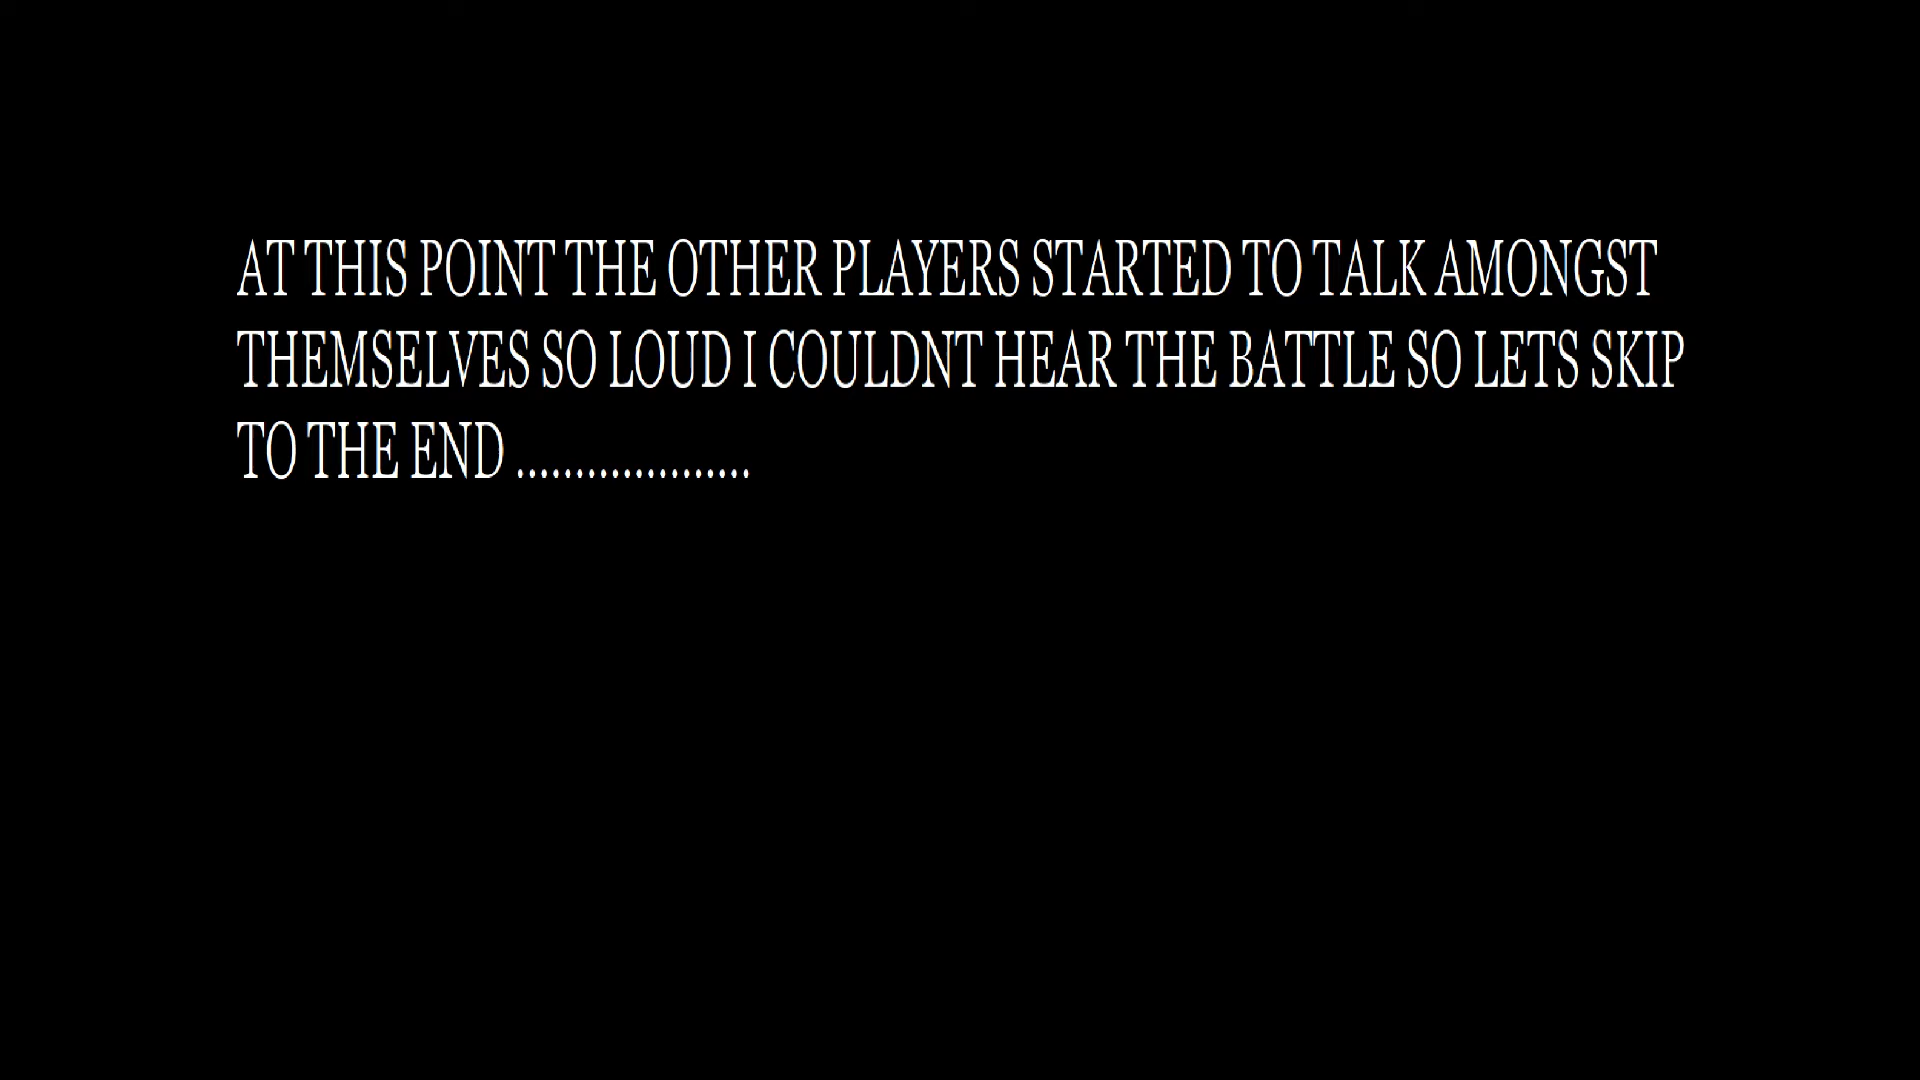 AT THIS POINT THE OTHER PLAYERS STARTED TO TALK AMONGST
THEMSELVES SO LOUD I COULDNT HEAR THE BATTLE SO LETS SKIP
TO THE END ....................